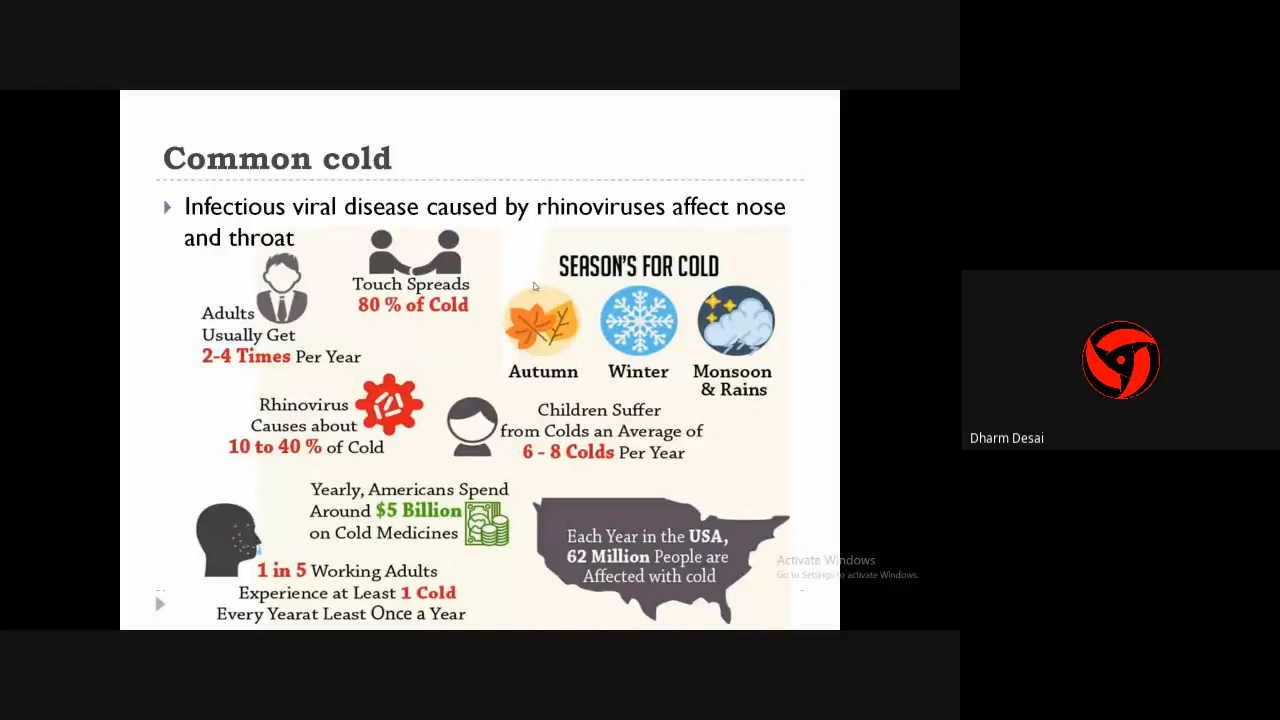 Common cold
Infectious viral disease caused by rhinoviruses affect nose
and throat
Touch Spreads
80 % of Cold
Adults
Usually Get
2-4 Times Per Year
SEASON'S FOR COLD
Autumn
Winter
Monsoon
& Rains
Rhinovirus
Causes about
10 to 40 % of Cold
Children Suffer
from Colds an Average of
6 - 8 Colds Per Year
Yearly, Americans Spend
Around $5 Billion
on Cold Medicines
Each Year in the USA,
62 Million People are
Affected with cold
1 in 5 Working Adults
Experience at Least 1 Cold
Every Yearat Least Once a Year
Activate Windows
Go to Settings to activate Windows.
Dharm Desai